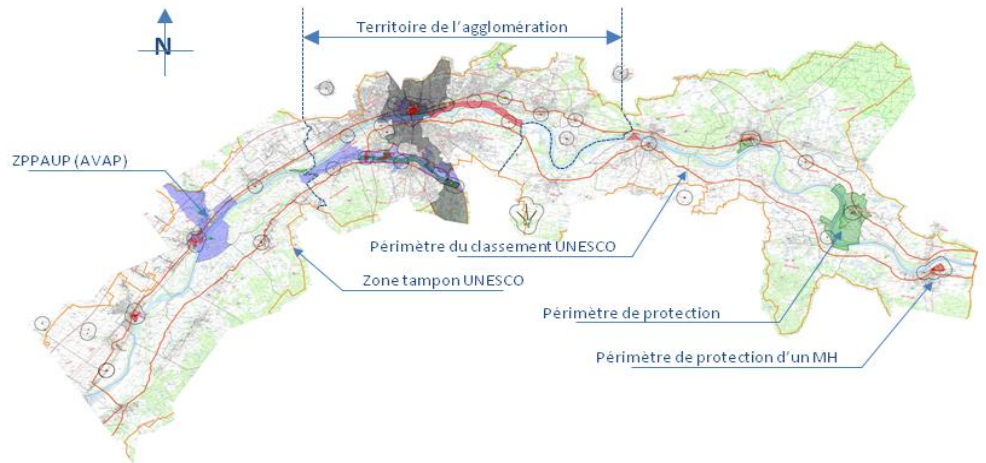 Territoire de l'agglomération
N
ZPPAUP (AVAP)
Périmètre du classement UNESCO
Zone tampon UNESCO
Périmètre de protection
Périmètre de protection d'un MH